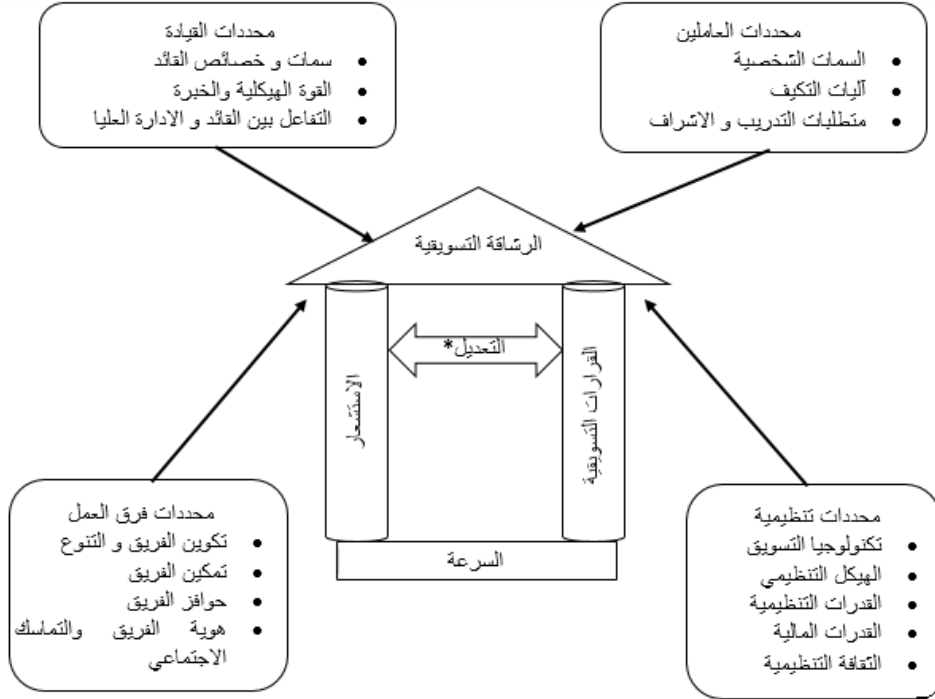 محددات العاملين
السمات الشخصية
آليات التكيف
متطلبات التدريب و الاشراف
محددات القيادة
سمات و خصائص القائد
القوة الهيكلية والخبرة
التفاعل بين القائد و الادارة العليا
الرشاقة التسويقية
التعديل*
القرارات التسويقية
الاستشعار
السرعة
محددات تنظيمية
تكنولوجيا التسويق
الهيكل التنظيمي
القدرات التنظيمية
القدرات المالية
الثقافة التنظيمية
محددات فرق العمل
تكوين الفريق و التنوع
تمكين الفريق
حوافز الفريق
هوية الفريق والتماسك
الاجتماعي